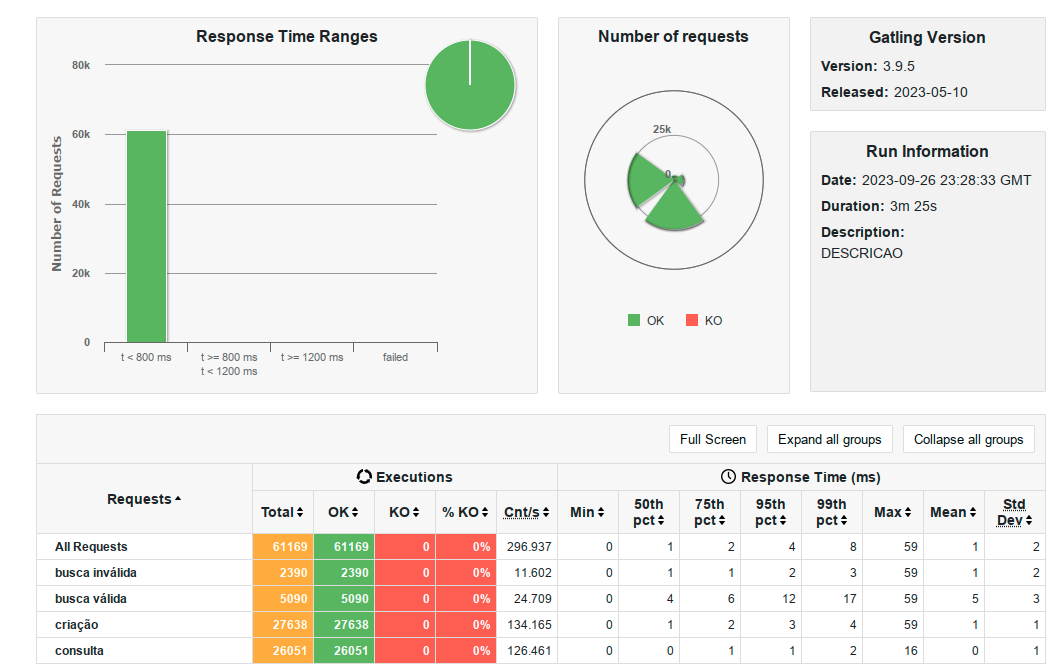 Response Time Ranges
80k
60k
40k
20k
0
Number of Requests
t < 800 ms
t >= 800 ms
t < 1200 ms
t >= 1200 ms
failed
Number of requests
25k
0
OK
KO
Gatling Version
Version: 3.9.5
Released: 2023-05-10
Run Information
Date: 2023-09-26 23:28:33 GMT
Duration: 3m 25s
Description:
DESCRICAO
Full Screen
Expand all groups
Collapse all groups
Requests
Executions
Response Time (ms)
Total OK KO % KO Cnt/s Min 50th pct 75th pct 95th pct 99th pct Max Mean Std Dev
All Requests 61169 61169 0 0% 296.937 0 1 2 4 8 59 1 2
busca inválida 2390 2390 0 0% 11.602 0 1 1 2 3 59 1 2
busca válida 5090 5090 0 0% 24.709 0 4 6 12 17 59 5 3
criação 27638 27638 0 0% 134.165 0 1 2 3 4 59 1 1
consulta 26051 26051 0 0% 126.461 0 0 1 1 2 16 0 1